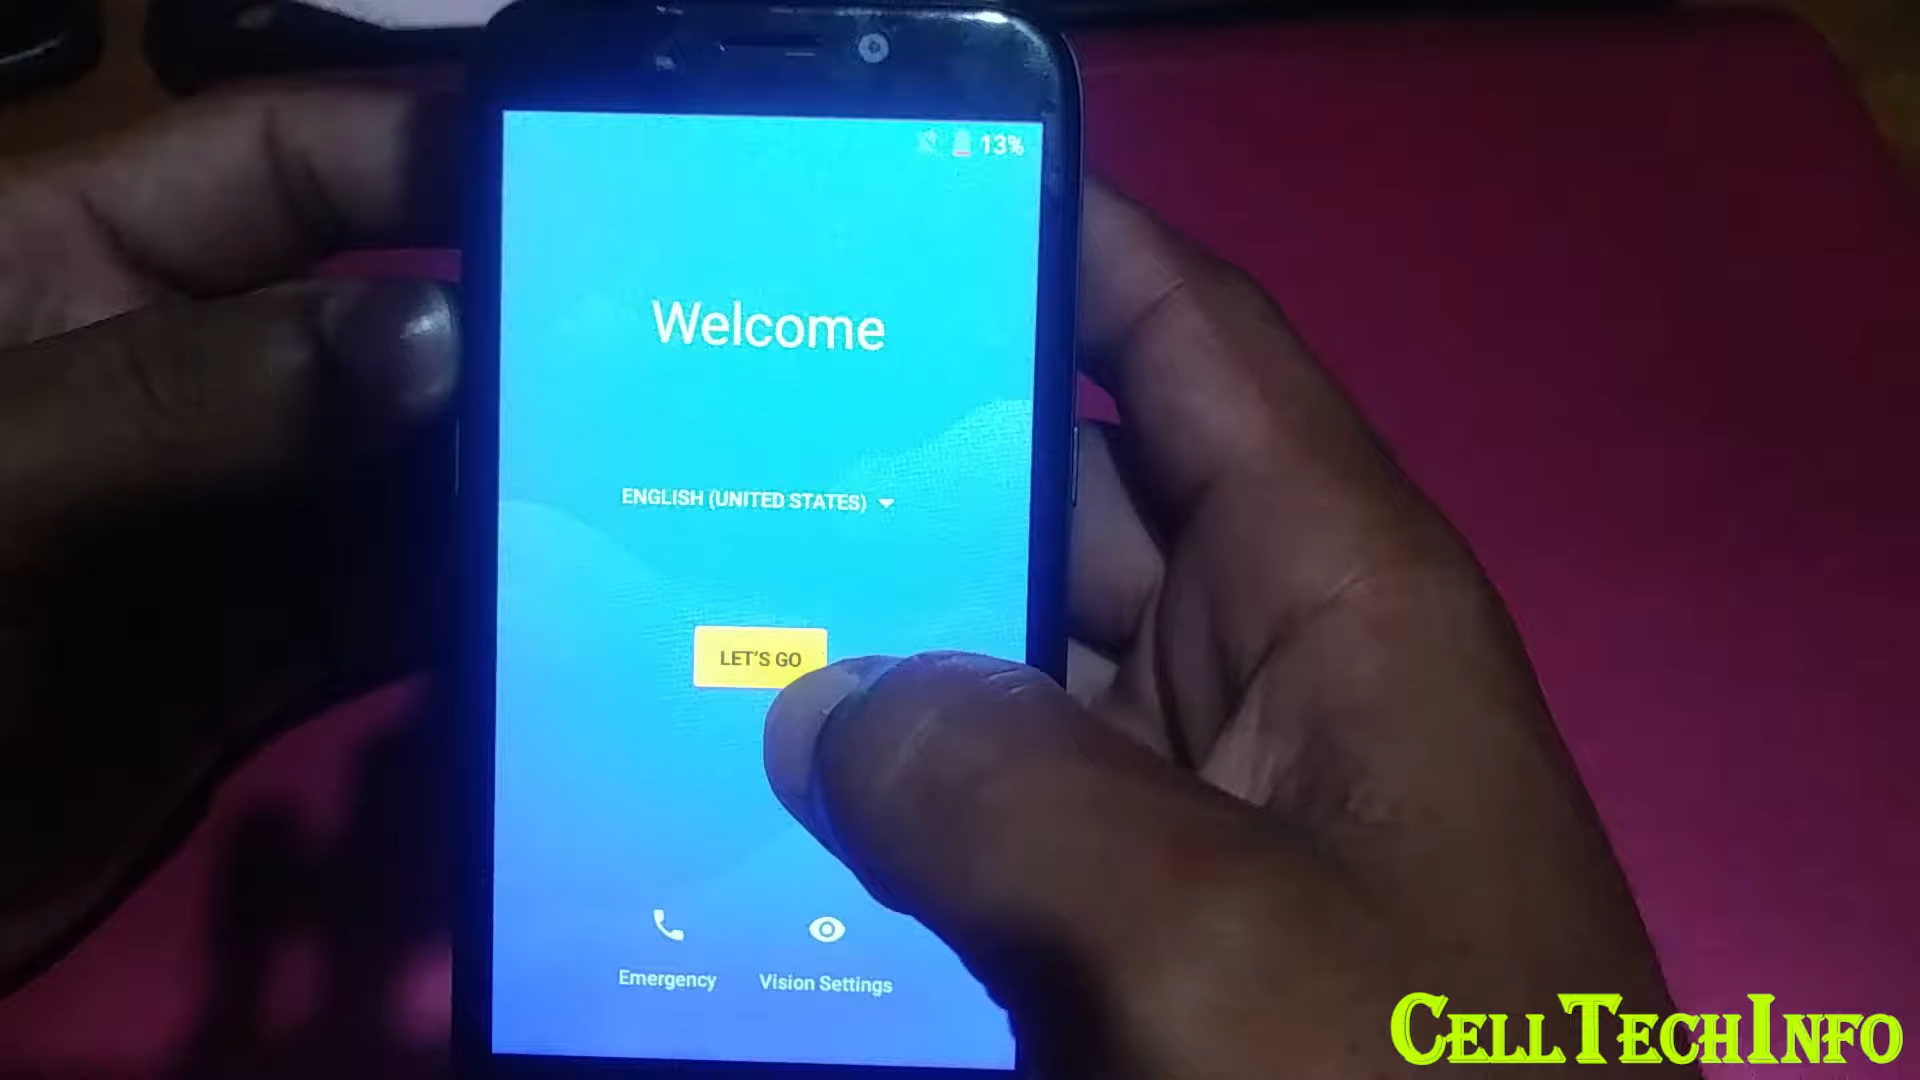 13%
Welcome
ENGLISH (UNITED STATES)
LET'S GO
Emergency
Vision Settings
CELLTECHINFO